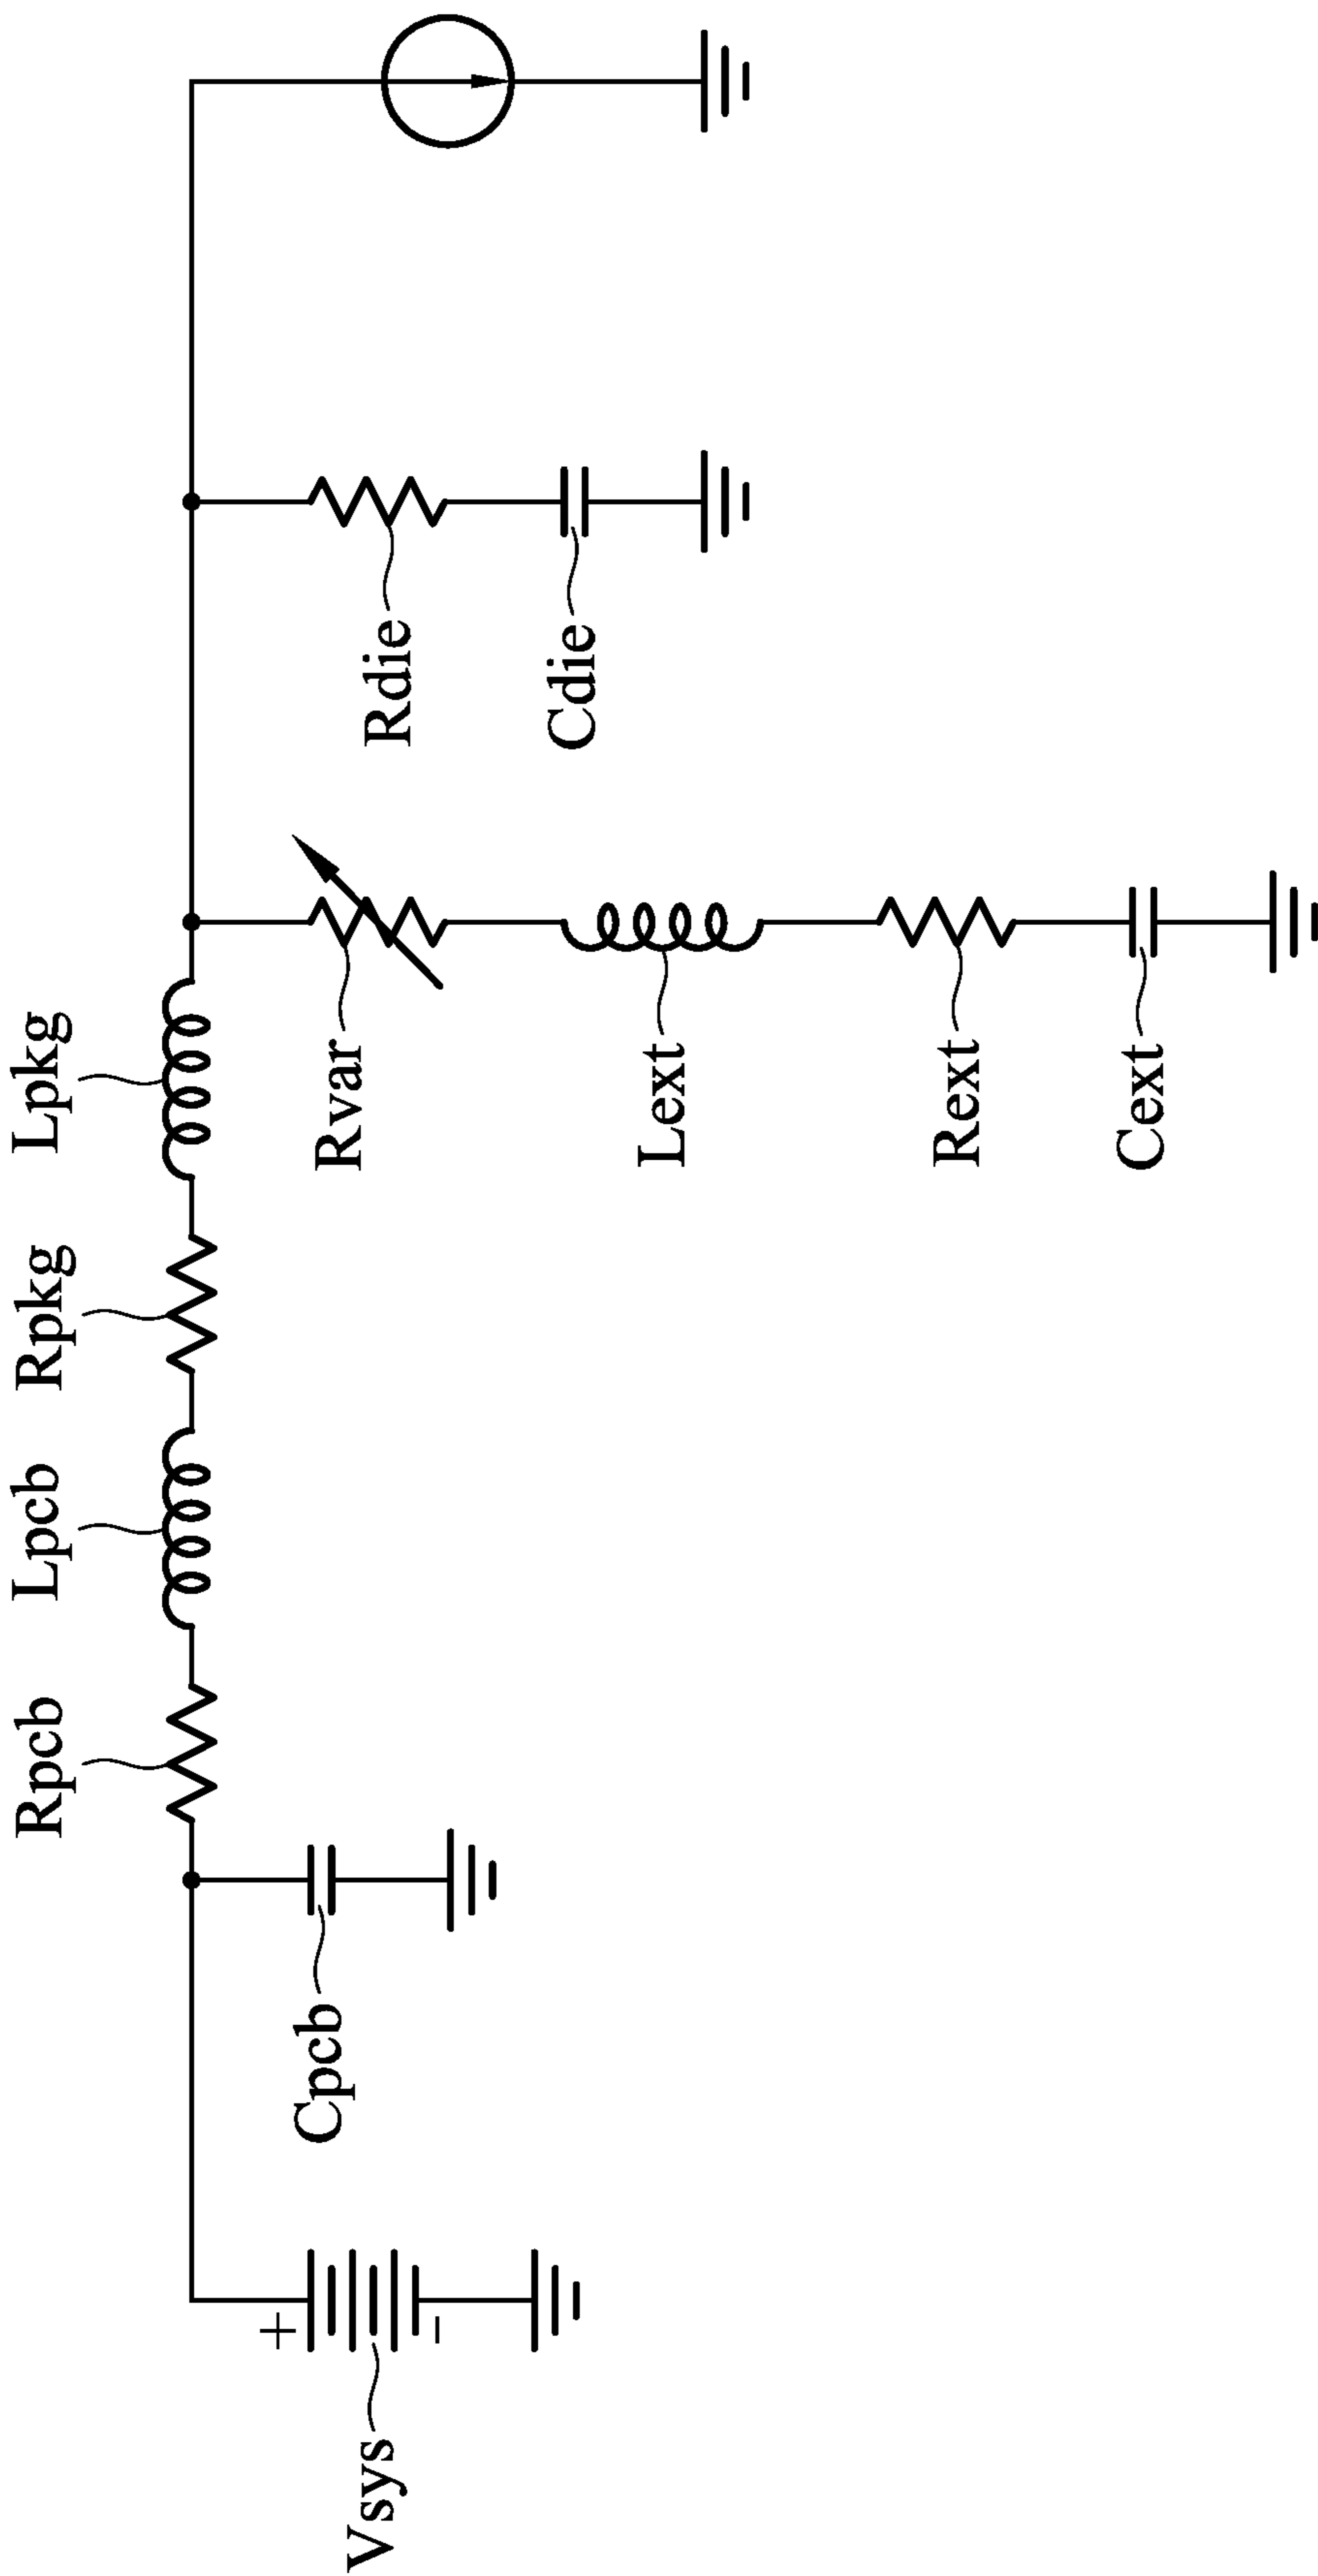 Vsys
+
−
Cpcb
Rpcb
Lpcb
Rpkg
Lpkg
Rvar
Lext
Rext
Cext
Rdie
Cdie